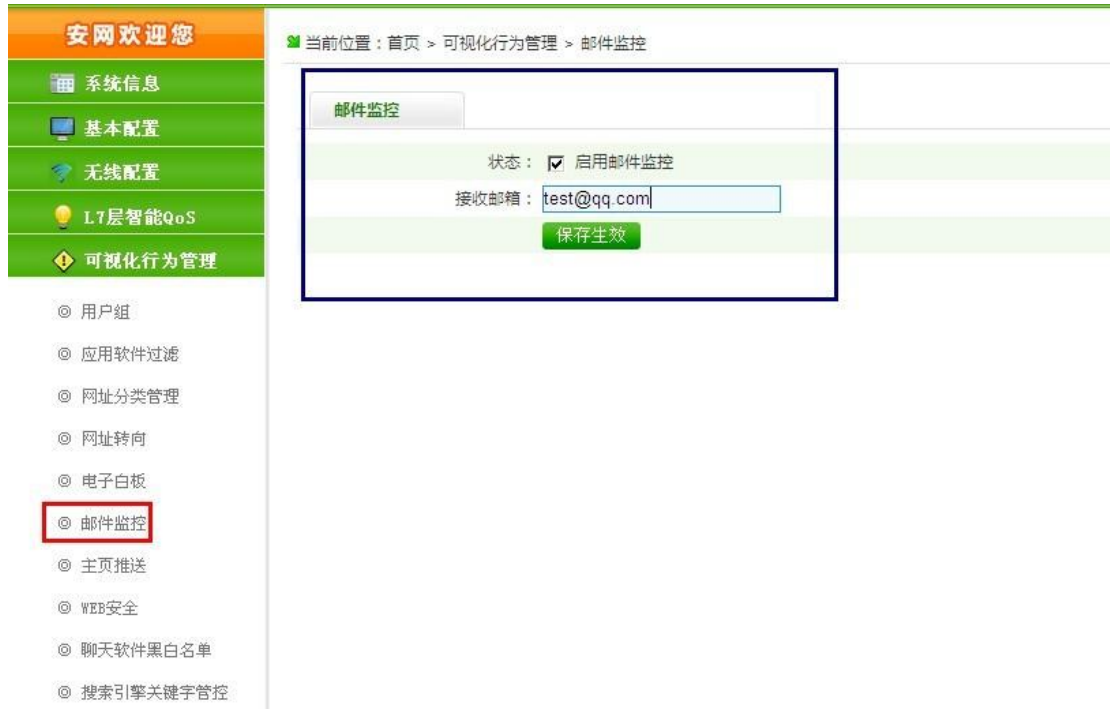 安网欢迎您
系统信息
基本配置
无线配置
L7层智能QoS
可视化行为管理
用户组
应用软件过滤
网址分类管理
网址转向
电子白板
邮件监控
主页推送
WEB安全
聊天软件黑白名单
搜索引擎关键字管控
当前位置：首页 > 可视化行为管理 > 邮件监控
邮件监控
状态： 启用邮件监控
接收邮箱： test@qq.com
保存生效